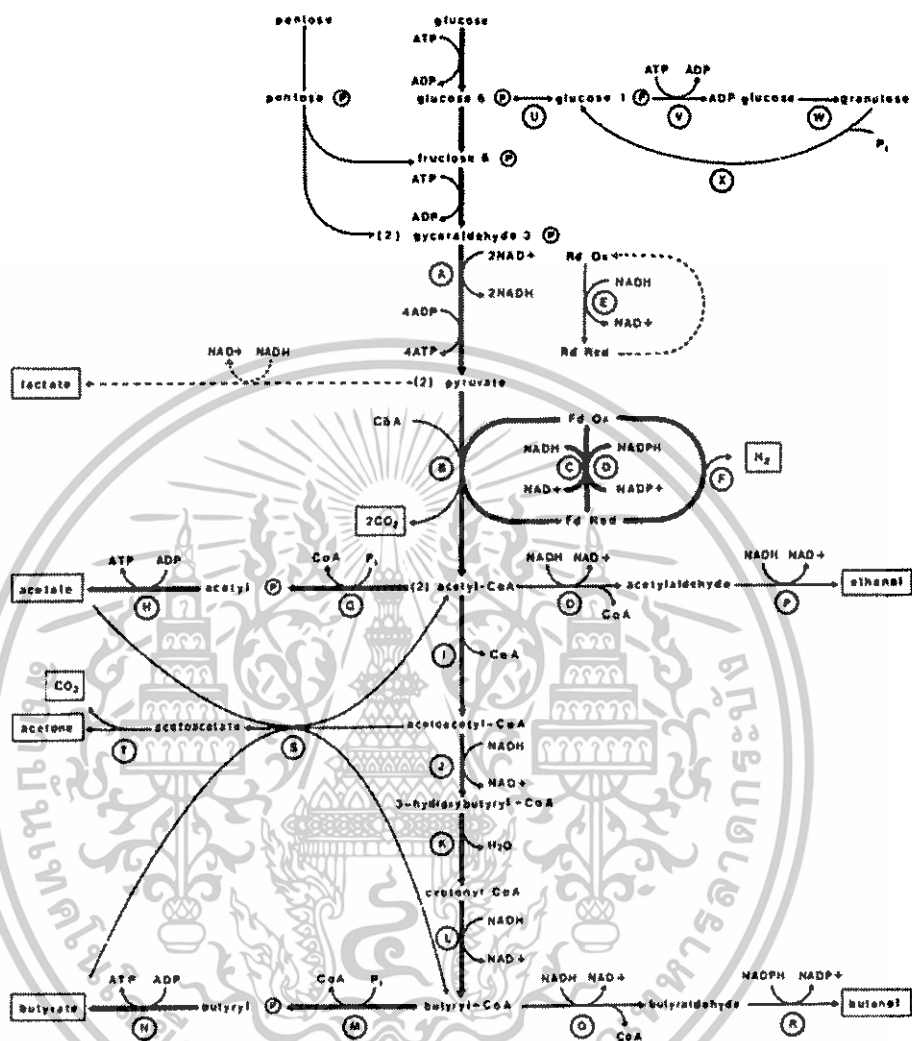 pentose glucose
ATP
ADP
ATP ADP
pentose P glucose 6 P glucose 1 P ADP glucose granulose
U V W
Pi
X
fructose 6 P
ATP
ADP
(2) gyceraldehyde 3 P
A 2NAD+ 2NADH
Rd Ox
E NADH NAD+
Rd Red
4ADP
4ATP
NAD+ NADH
lactate (2) pyruvate
CoA
Fd Ox
B NADH C D NADPH F H2
NAD+ NADP+
2CO2 Fd Red
ATP ADP CoA Pi NADH NAD+ NADH NAD+
acetate acetyl P (2) acetyl-CoA acetylaldehyde ethanol
H G O CoA P
I CoA
CO2
acetone acetoacetate acetoacetyl-CoA
T S
J NADH
NAD+
3-hydroxybutyryl-CoA
K H2O
crotonyl CoA
L NADH
NAD+
ATP ADP CoA Pi NADH NAD+ NADPH NADP+
butyrate butyryl P butyryl-CoA butyraldehyde butanol
N M Q CoA R